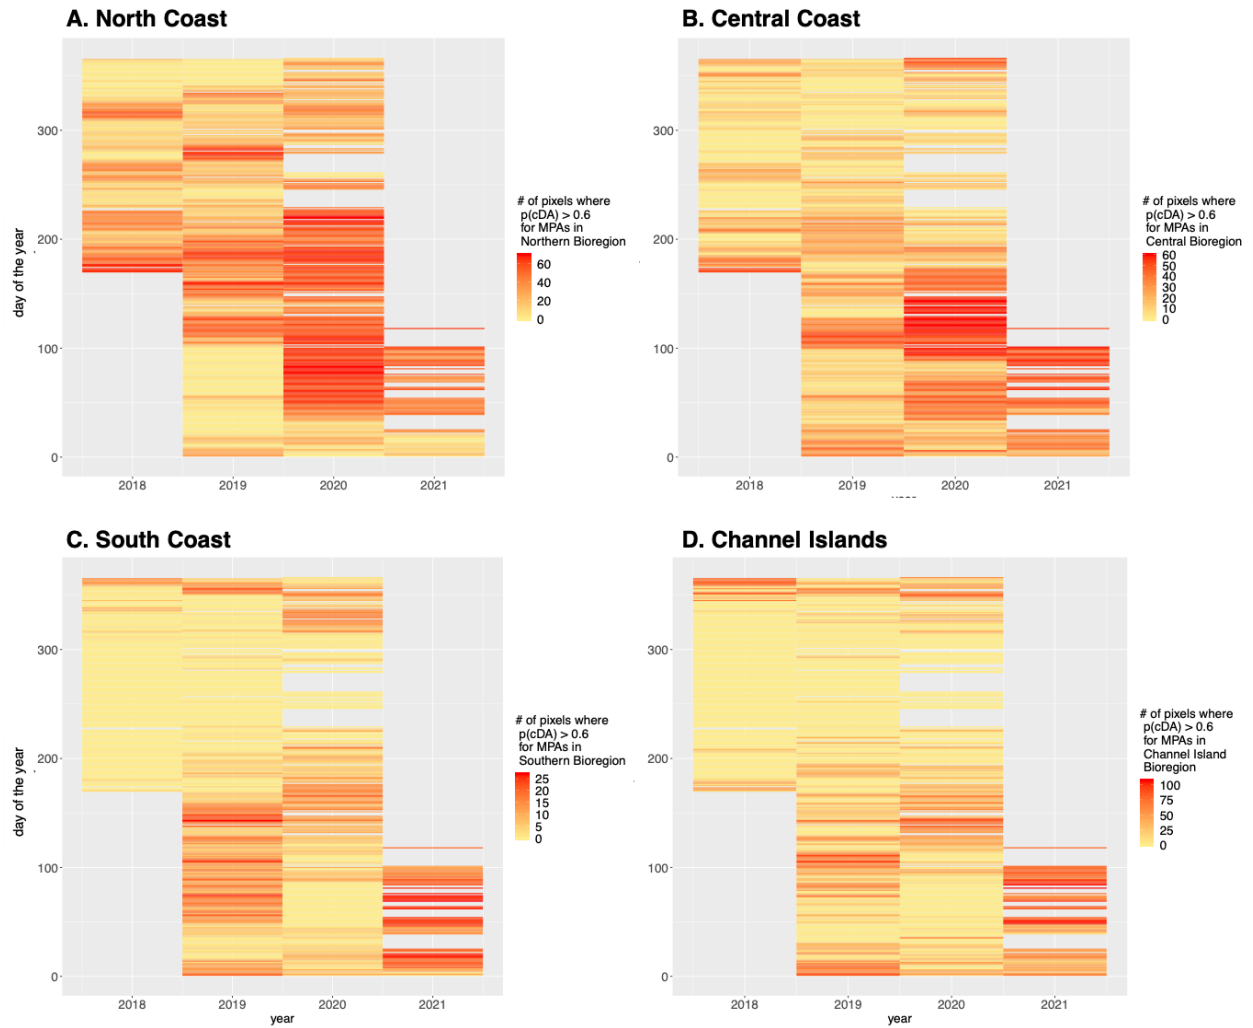 A. North Coast
300
200
100
0
day of the year
2018 2019 2020 2021
# of pixels where
p(cDA) > 0.6
for MPAs in
Northern Bioregion
60
40
20
0
B. Central Coast
300
200
100
0
2018 2019 2020 2021
# of pixels where
p(cDA) > 0.6
for MPAs in
Central Bioregion
60
50
40
30
20
10
0
C. South Coast
300
200
100
0
day of the year
2018 2019 2020 2021
year
# of pixels where
p(cDA) > 0.6
for MPAs in
Southern Bioregion
25
20
15
10
5
0
D. Channel Islands
300
200
100
0
2018 2019 2020 2021
year
# of pixels where
p(cDA) > 0.6
for MPAs in
Channel Island
Bioregion
100
75
50
25
0